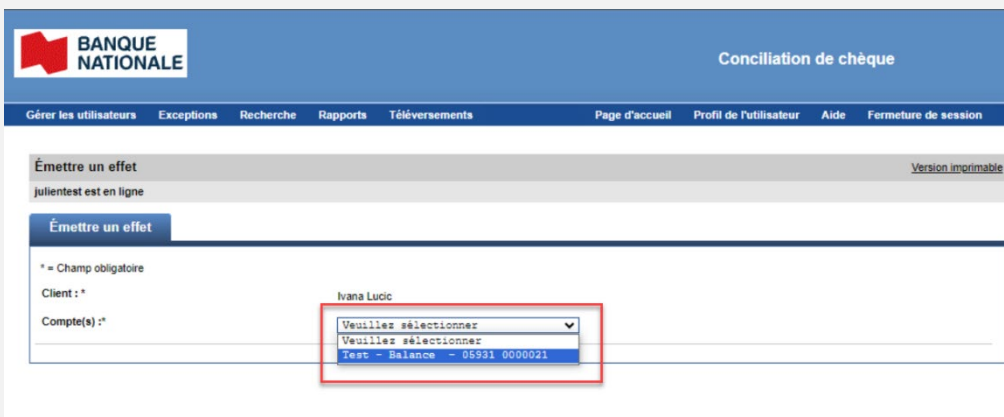 BANQUE
NATIONALE
Conciliation de chèque
Gérer les utilisateurs Exceptions Recherche Rapports Téléversements Page d'accueil Profil de l'utilisateur Aide Fermeture de session
Émettre un effet Version imprimable
julientest est en ligne
Émettre un effet
* = Champ obligatoire
Client : * Ivana Lucic
Compte(s) :* Veuillez sélectionner
Veuillez sélectionner
Test - Balance - 05931 0000021